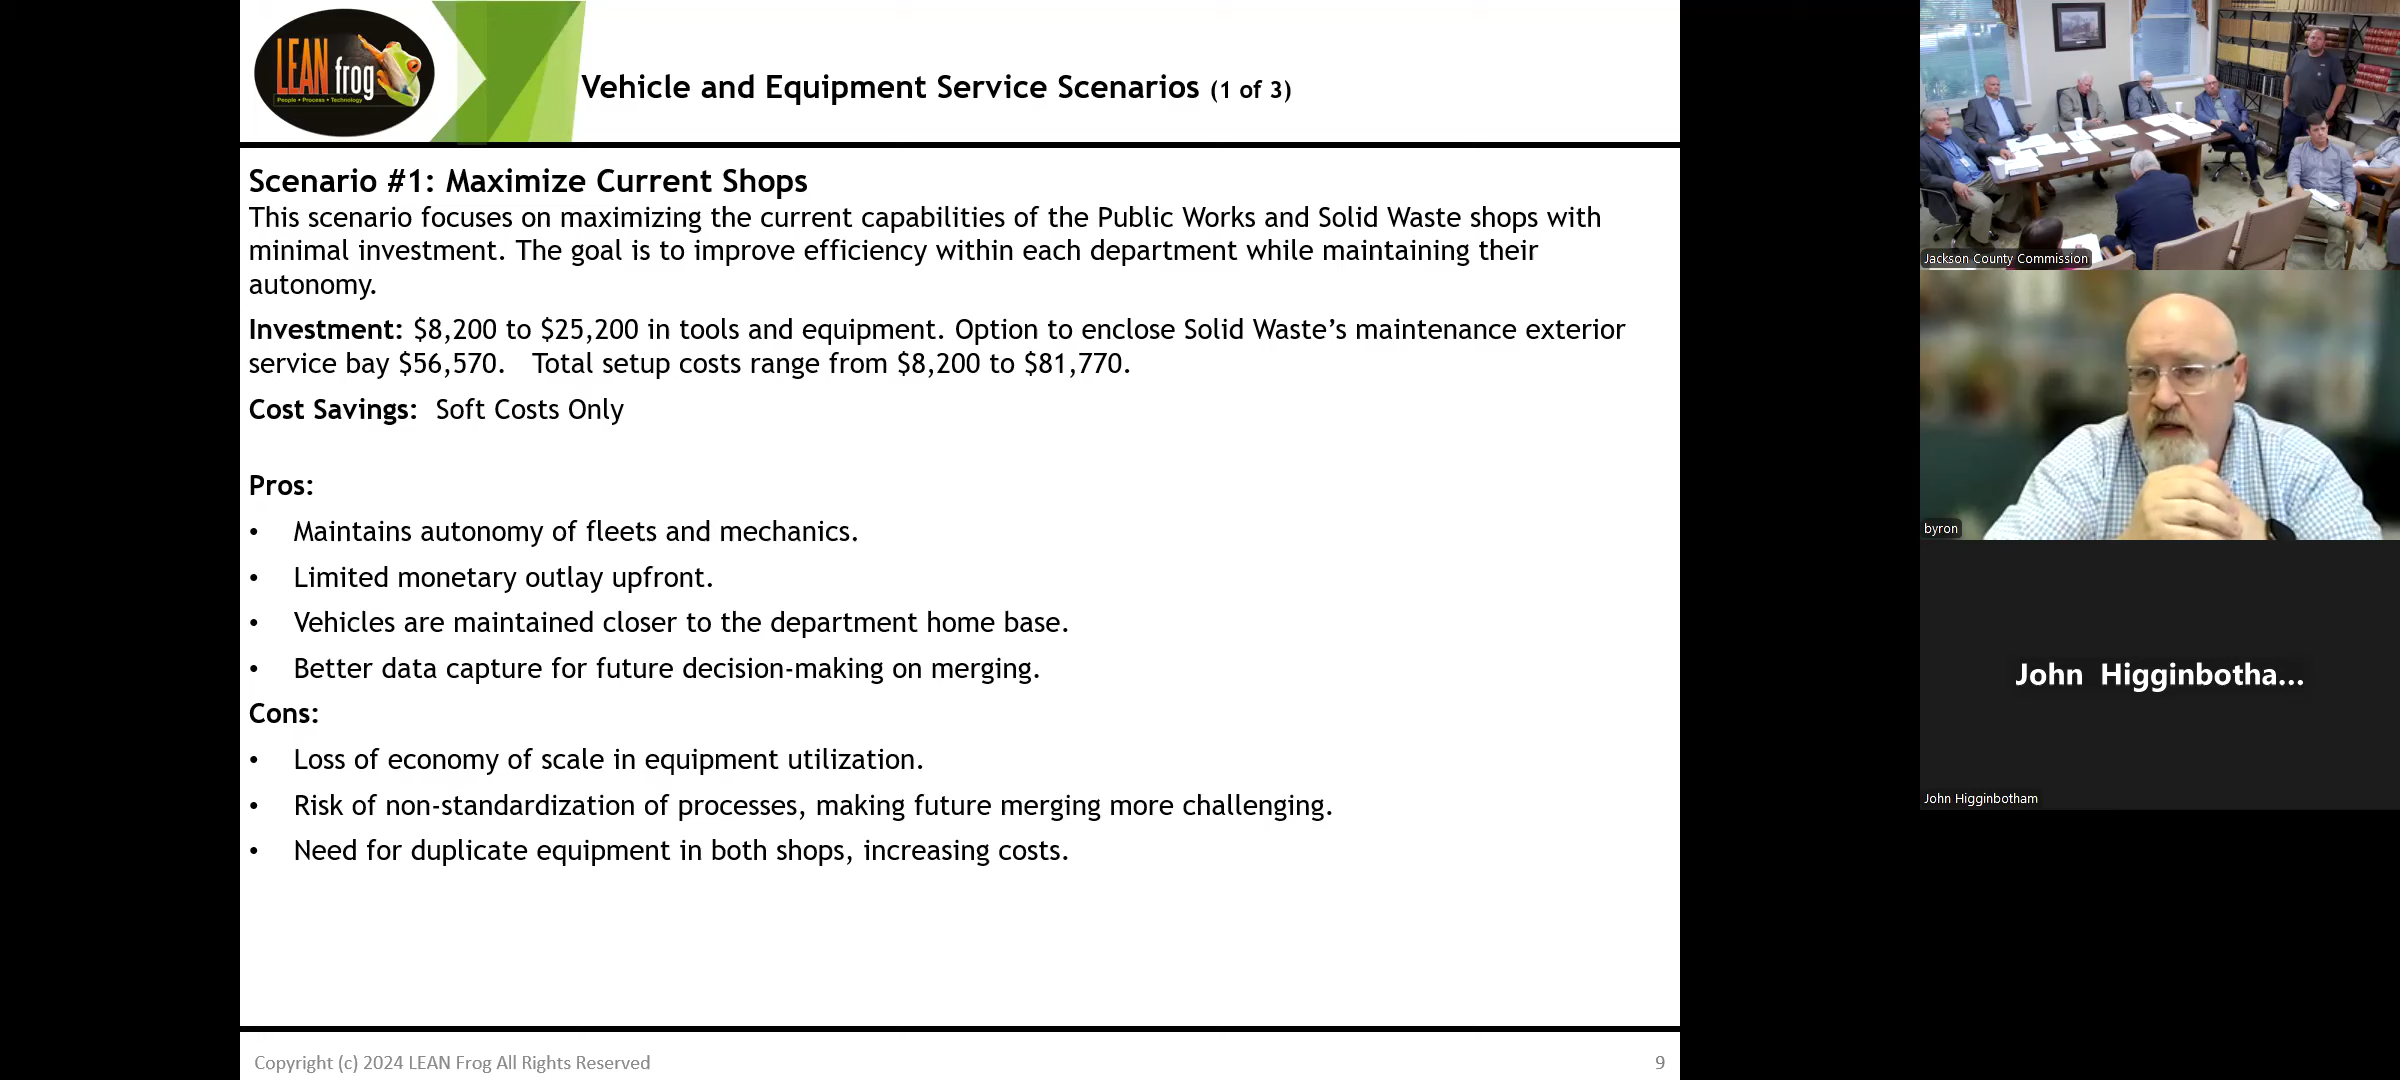 LEAN frog
People • Process • Technology
Vehicle and Equipment Service Scenarios (1 of 3)
Scenario #1: Maximize Current Shops
This scenario focuses on maximizing the current capabilities of the Public Works and Solid Waste shops with
minimal investment. The goal is to improve efficiency within each department while maintaining their
autonomy.
Investment: $8,200 to $25,200 in tools and equipment. Option to enclose Solid Waste’s maintenance exterior
service bay $56,570.   Total setup costs range from $8,200 to $81,770.
Cost Savings:  Soft Costs Only
Pros:
• Maintains autonomy of fleets and mechanics.
• Limited monetary outlay upfront.
• Vehicles are maintained closer to the department home base.
• Better data capture for future decision-making on merging.
Cons:
• Loss of economy of scale in equipment utilization.
• Risk of non-standardization of processes, making future merging more challenging.
• Need for duplicate equipment in both shops, increasing costs.
Copyright (c) 2024 LEAN Frog All Rights Reserved
9
Jackson County Commission
byron
John Higginbotha...
John Higginbotham